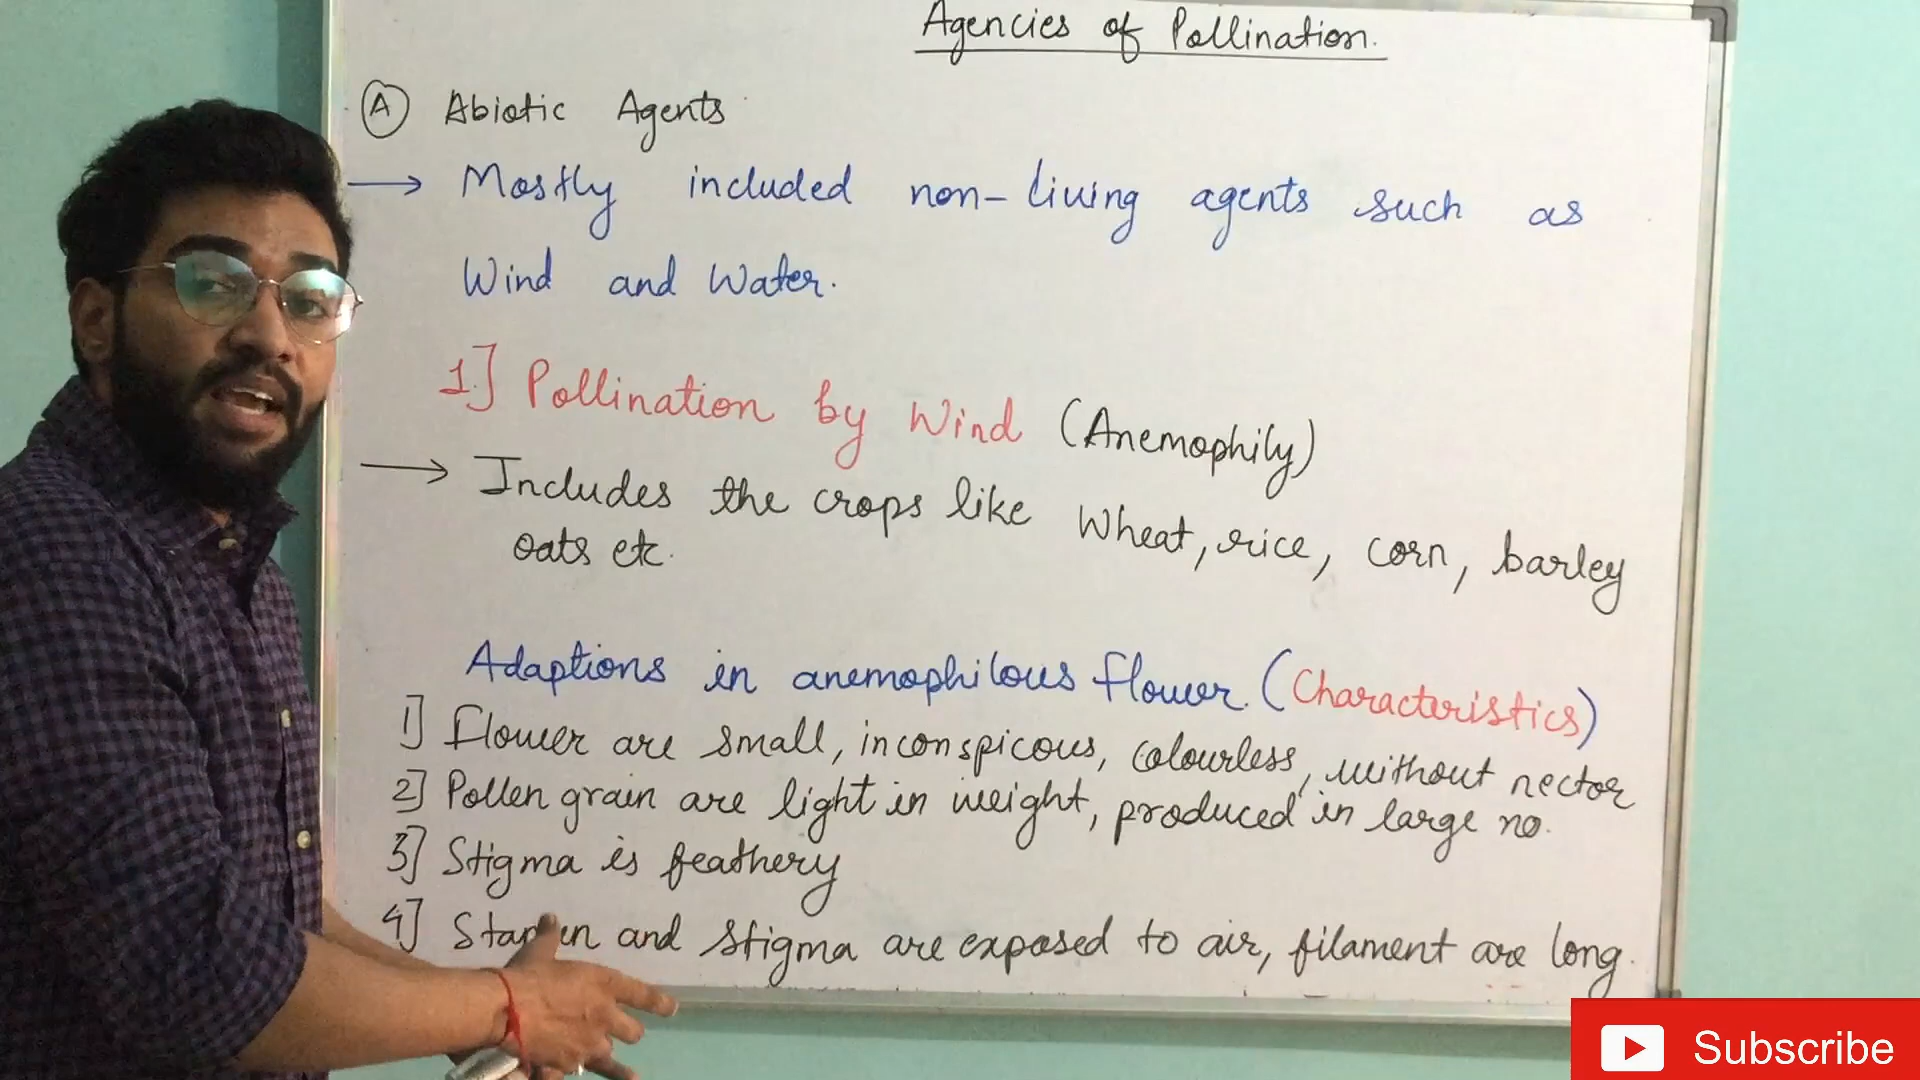 Agencies of Pollination.
A Abiotic Agents
→ Mostly included non-living agents such as
Wind and Water.
1] Pollination by Wind (Anemophily)
→ Includes the crops like Wheat, rice, corn, barley
oats etc.
Adaptions in anemophilous flower. (Characteristics)
1] Flower are small, inconspicous, colourless, without nector
2] Pollen grain are light in weight, produced in large no.
3] Stigma is feathery
4] Stamen and Stigma are exposed to air, filament are long.
Subscribe